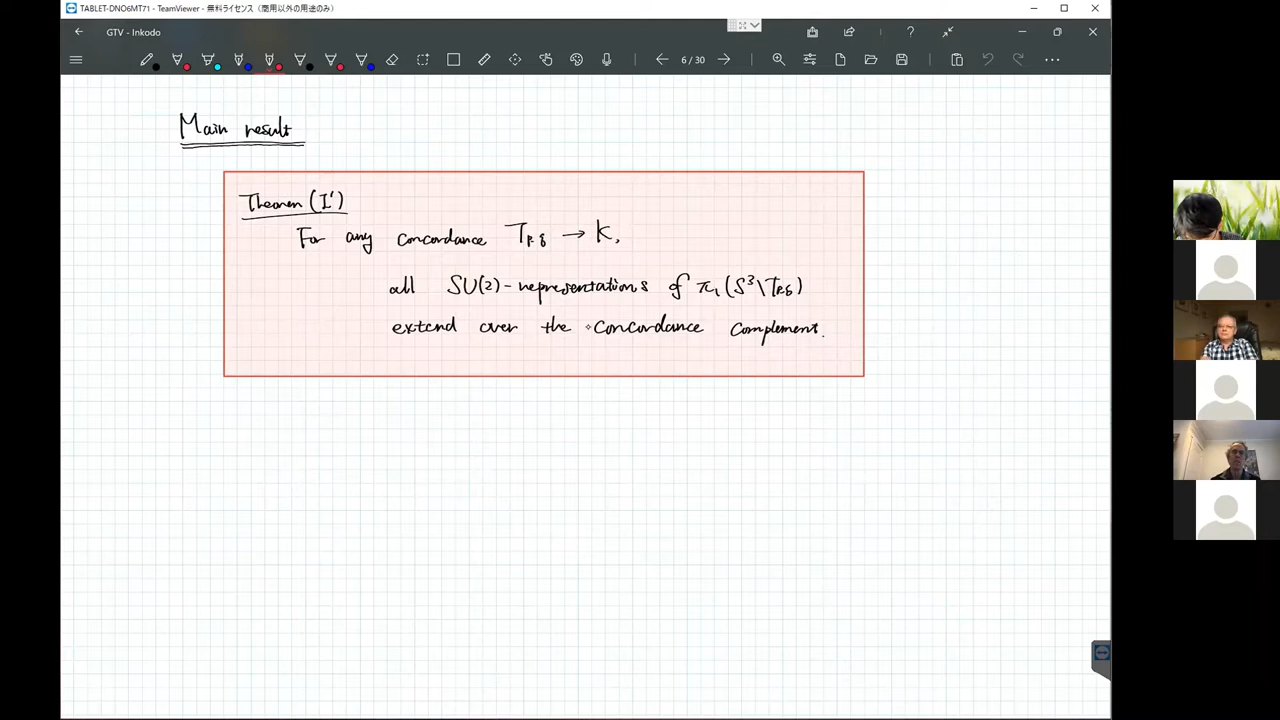 TABLET-DNO6MT71 - TeamViewer - 無料ライセンス (商用以外の用途のみ)
GTV - Inkodo
6 / 30
Main result
Theorem (I')
For any concordance T_{p,q} → K,
all SU(2)-representations of π₁(S³\T_{p,q})
extend over the concordance complement.